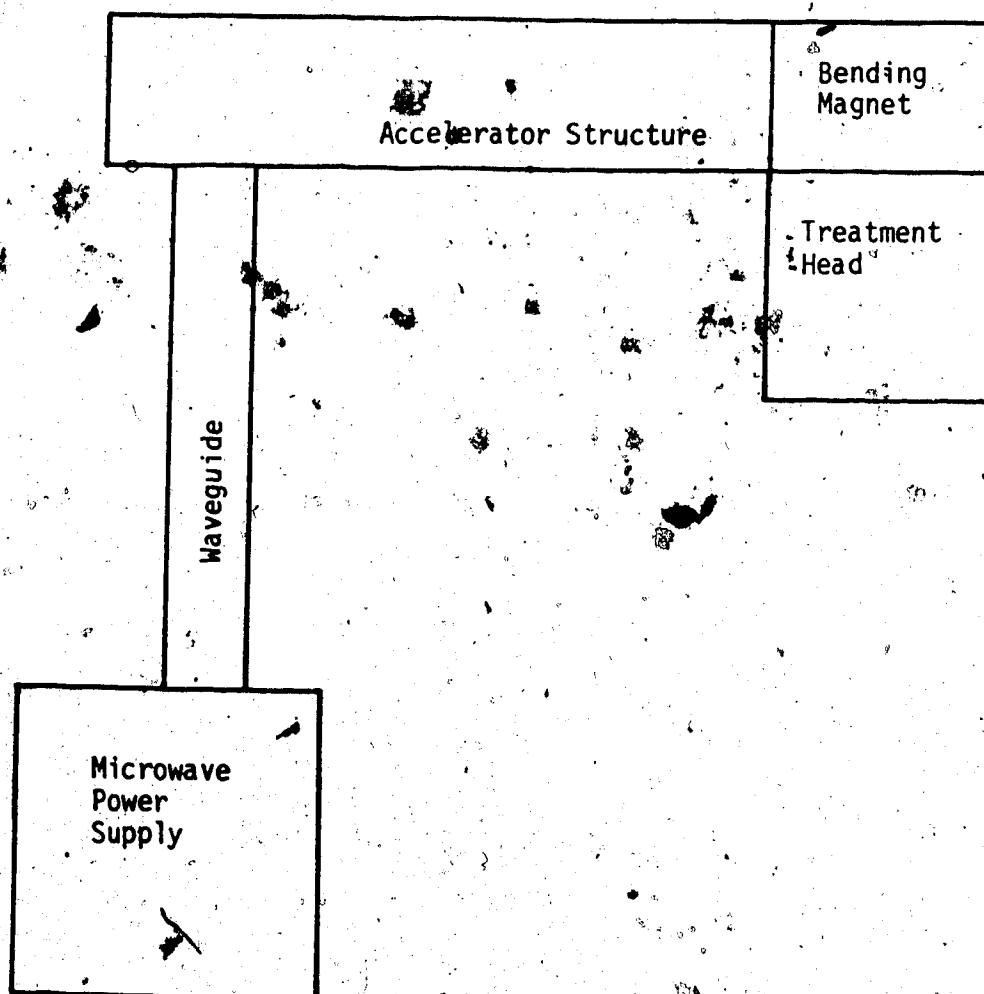 Bending
Magnet
Accelerator Structure
Treatment
Head
Waveguide
Microwave
Power
Supply